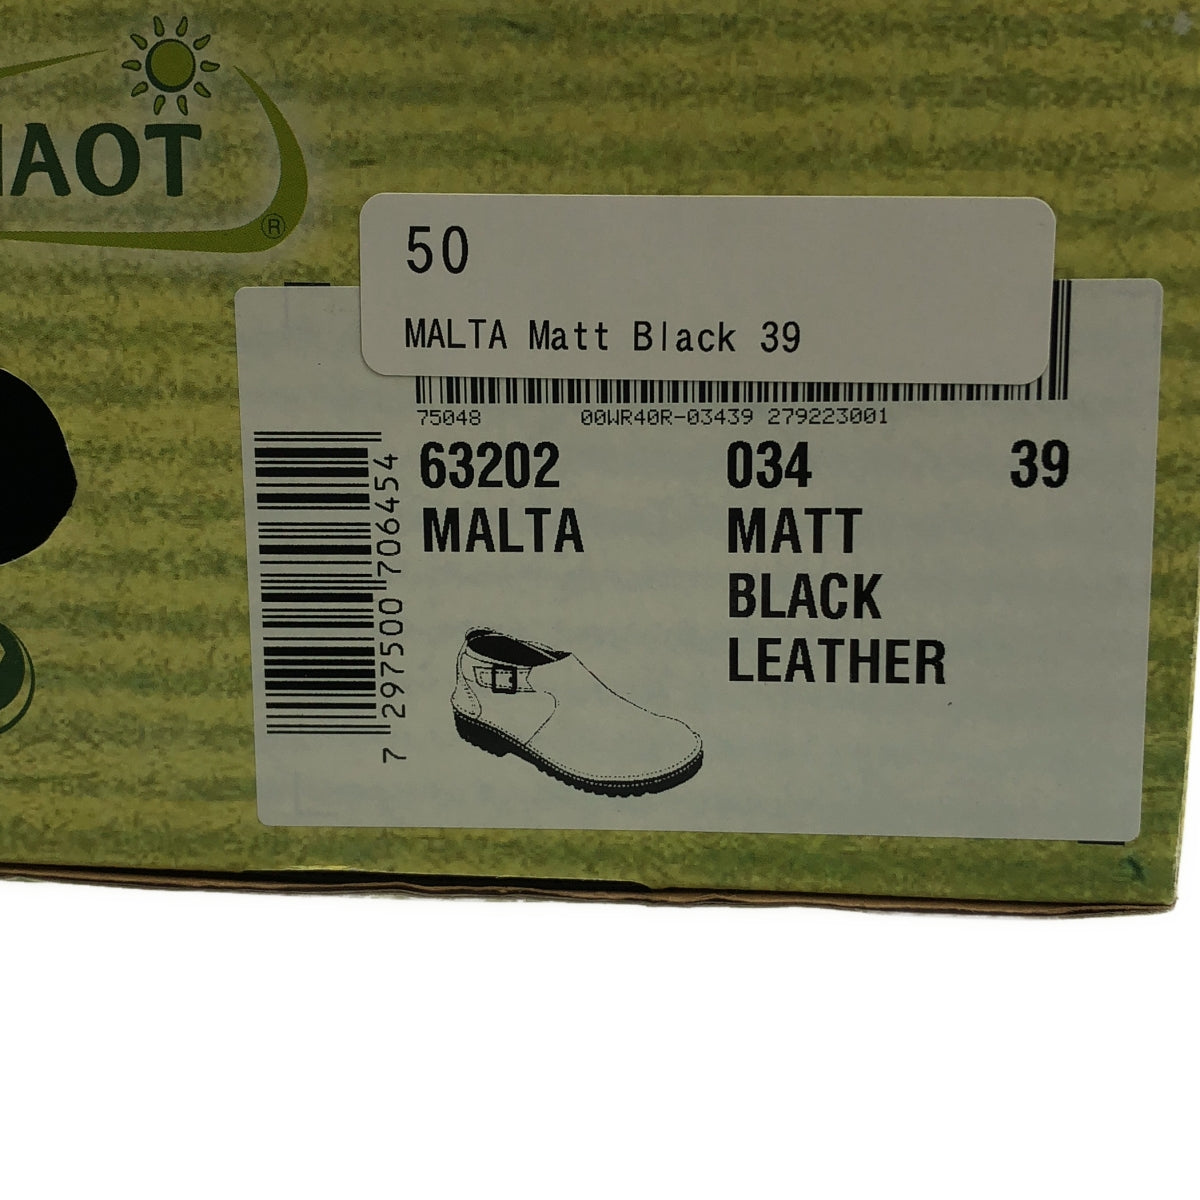 NAOT
®
50
MALTA Matt Black 39
75048 00WR40R-03439 279223001
63202 034 39
MALTA MATT
BLACK
LEATHER
7 297500 706454